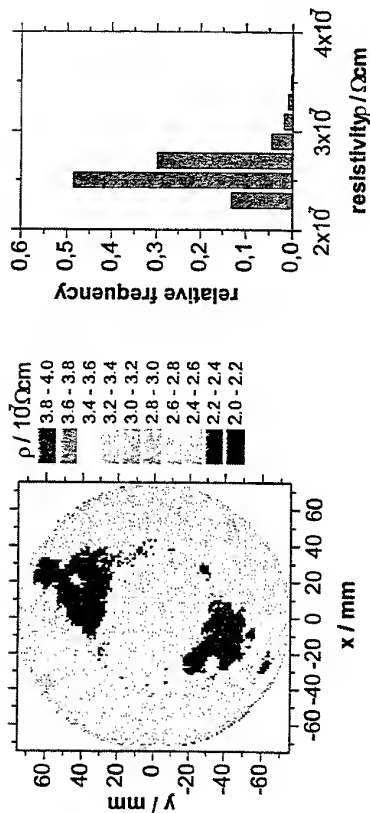 y / mm
60
40
20
0
-20
-40
-60
-60 -40 -20 0 20 40 60
x / mm
ρ / 10⁷Ωcm
3.8 - 4.0
3.6 - 3.8
3.4 - 3.6
3.2 - 3.4
3.0 - 3.2
2.8 - 3.0
2.6 - 2.8
2.4 - 2.6
2.2 - 2.4
2.0 - 2.2
relative frequency
0,6
0,5
0,4
0,3
0,2
0,1
0,0
2x10⁷ 3x10⁷ 4x10⁷
resistivityρ / Ωcm